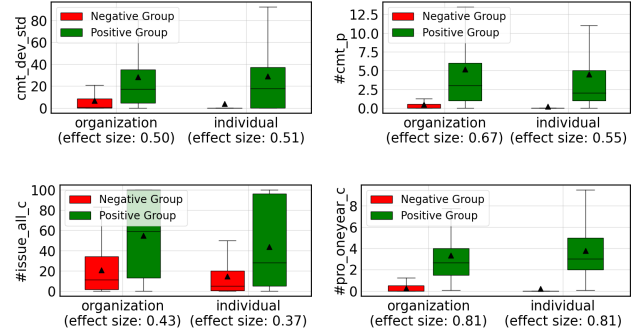 cmt_dev_std
80
60
40
20
0
Negative Group
Positive Group
organization
(effect size: 0.50)
individual
(effect size: 0.51)
#cmt_p
12.5
10.0
7.5
5.0
2.5
0.0
Negative Group
Positive Group
organization
(effect size: 0.67)
individual
(effect size: 0.55)
#issue_all_c
100
80
60
40
20
0
Negative Group
Positive Group
organization
(effect size: 0.43)
individual
(effect size: 0.37)
#pro_oneyear_c
8
6
4
2
0
Negative Group
Positive Group
organization
(effect size: 0.81)
individual
(effect size: 0.81)